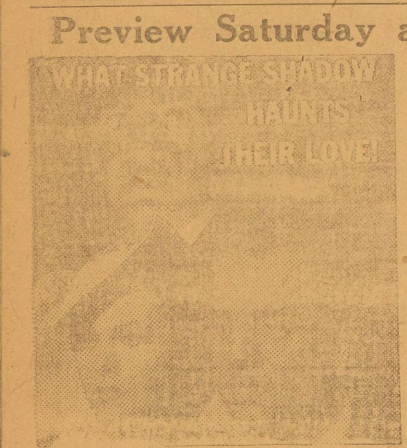 Preview Saturday a
WHAT STRANGE SHADOW
HAUNTS
THEIR LOVE!